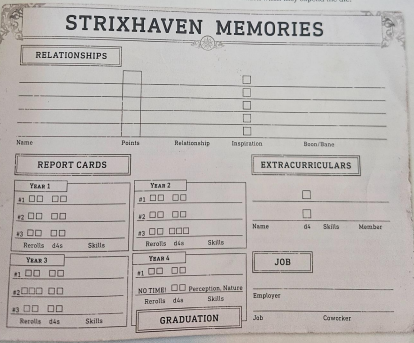 STRIXHAVEN MEMORIES
RELATIONSHIPS
Name Points Relationship Inspiration Boon/Bane
REPORT CARDS
YEAR 1
#1
#2
#3
Rerolls d4s Skills
YEAR 2
#1
#2
#3
Rerolls d4s Skills
YEAR 3
#1
#2
#3
Rerolls d4s Skills
YEAR 4
#1
NO TIME! Perception, Nature
Rerolls d4s Skills
GRADUATION
EXTRACURRICULARS
Name d4 Skills Member
JOB
Employer
Job Coworker